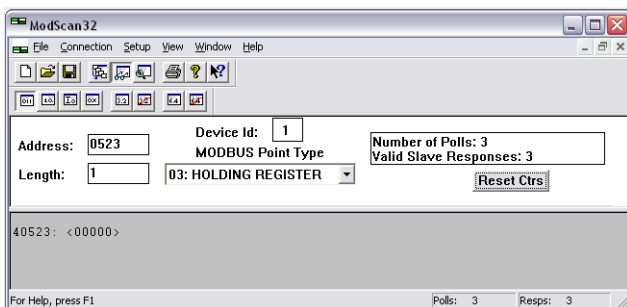 ModScan32
File Connection Setup View Window Help
Address: 0523
Device Id: 1
MODBUS Point Type
Length: 1
03: HOLDING REGISTER
Number of Polls: 3
Valid Slave Responses: 3
Reset Ctrs
40523: <00000>
For Help, press F1
Polls: 3
Resps: 3